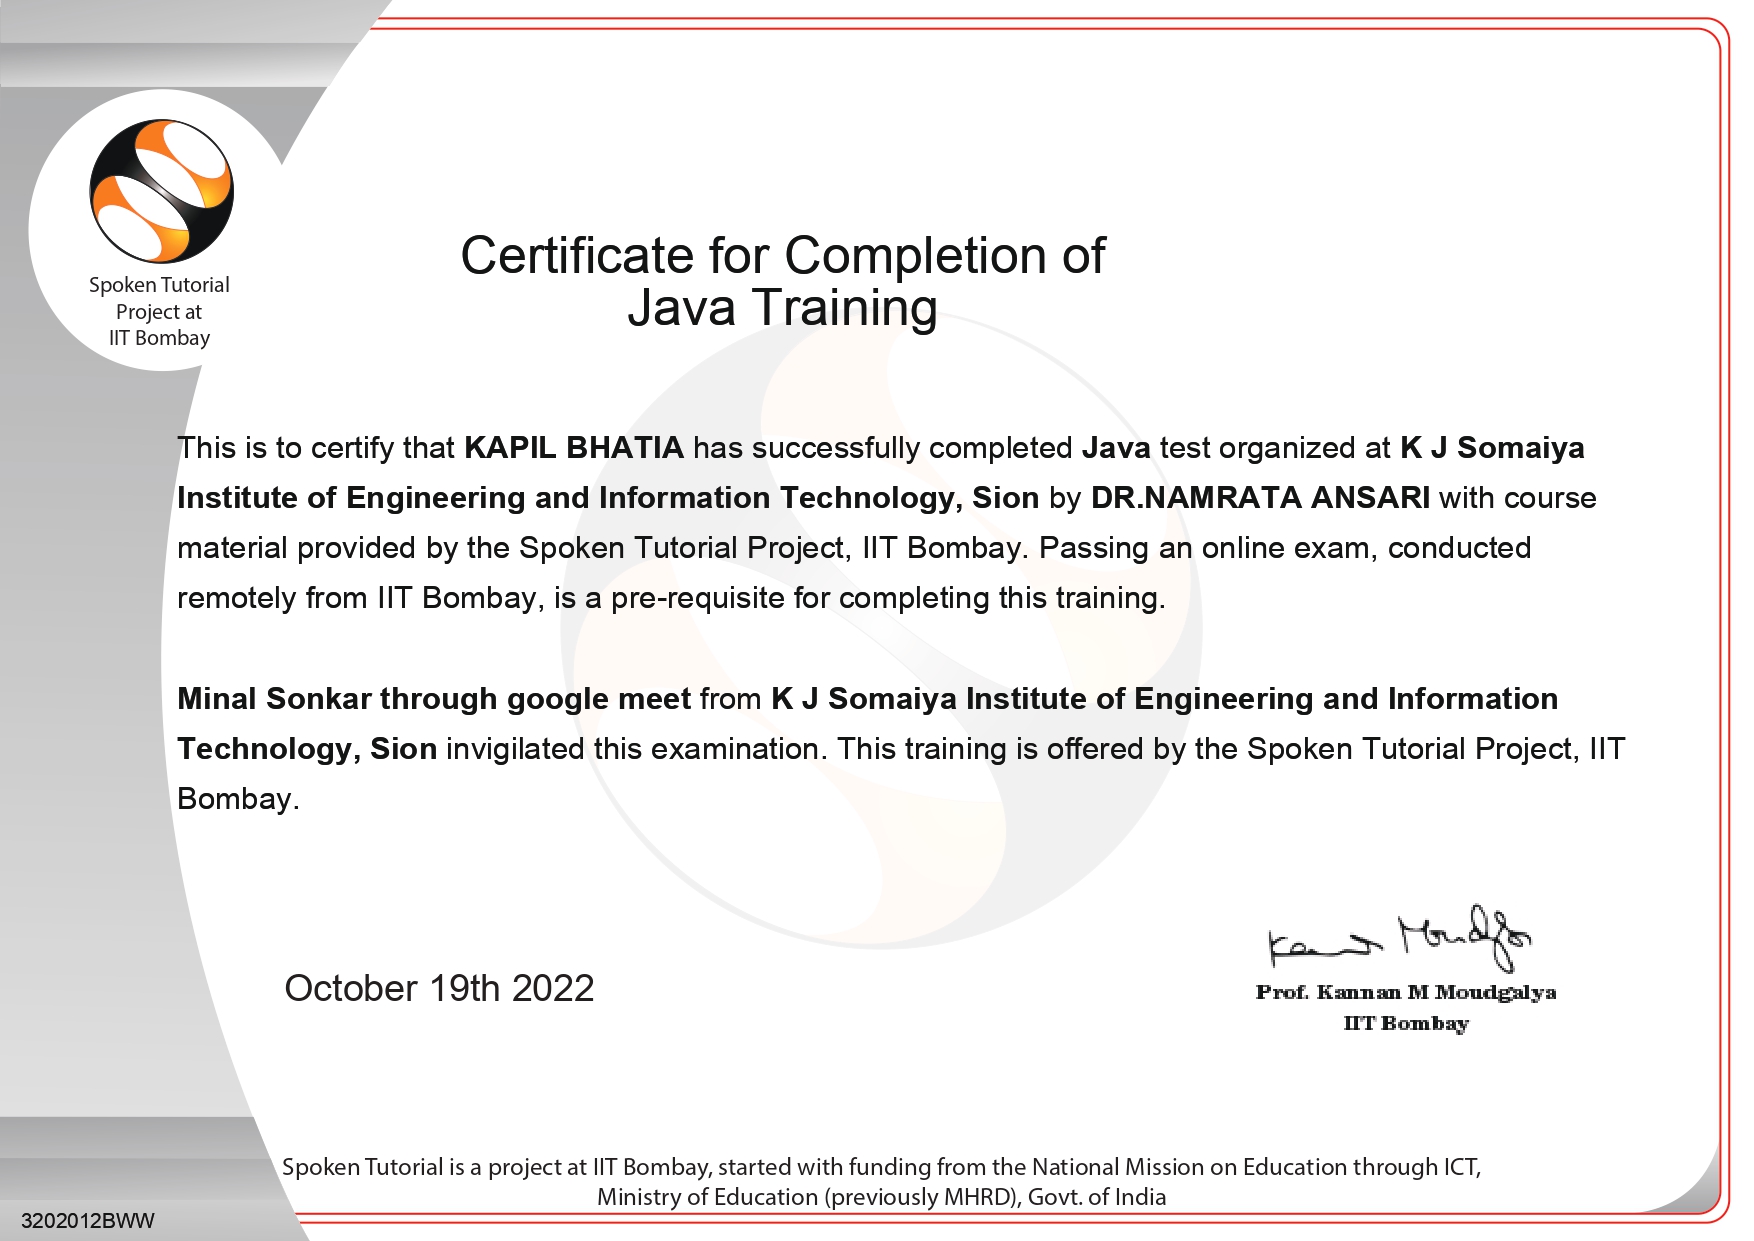 Spoken Tutorial
Project at
IIT Bombay
Certificate for Completion of
Java Training
This is to certify that KAPIL BHATIA has successfully completed Java test organized at K J Somaiya
Institute of Engineering and Information Technology, Sion by DR.NAMRATA ANSARI with course
material provided by the Spoken Tutorial Project, IIT Bombay. Passing an online exam, conducted
remotely from IIT Bombay, is a pre-requisite for completing this training.
Minal Sonkar through google meet from K J Somaiya Institute of Engineering and Information
Technology, Sion invigilated this examination. This training is offered by the Spoken Tutorial Project, IIT
Bombay.
October 19th 2022
Kannan Moudgalya
Prof. Kannan M Moudgalya
IIT Bombay
Spoken Tutorial is a project at IIT Bombay, started with funding from the National Mission on Education through ICT,
Ministry of Education (previously MHRD), Govt. of India
3202012BWW